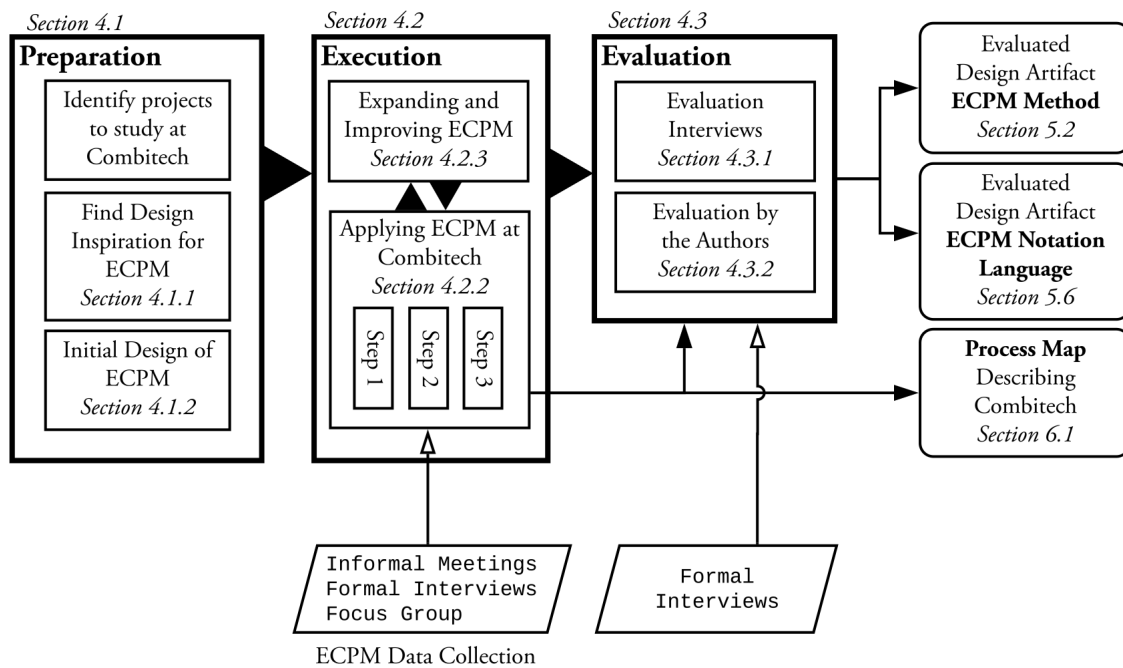 Section 4.1
Preparation
Identify projects
to study at
Combitech
Find Design
Inspiration for
ECPM
Section 4.1.1
Initial Design of
ECPM
Section 4.1.2
Section 4.2
Execution
Expanding and
Improving ECPM
Section 4.2.3
Applying ECPM at
Combitech
Section 4.2.2
Step 1
Step 2
Step 3
Section 4.3
Evaluation
Evaluation
Interviews
Section 4.3.1
Evaluation by
the Authors
Section 4.3.2
Evaluated
Design Artifact
ECPM Method
Section 5.2
Evaluated
Design Artifact
ECPM Notation
Language
Section 5.6
Process Map
Describing
Combitech
Section 6.1
Informal Meetings
Formal Interviews
Focus Group
ECPM Data Collection
Formal
Interviews